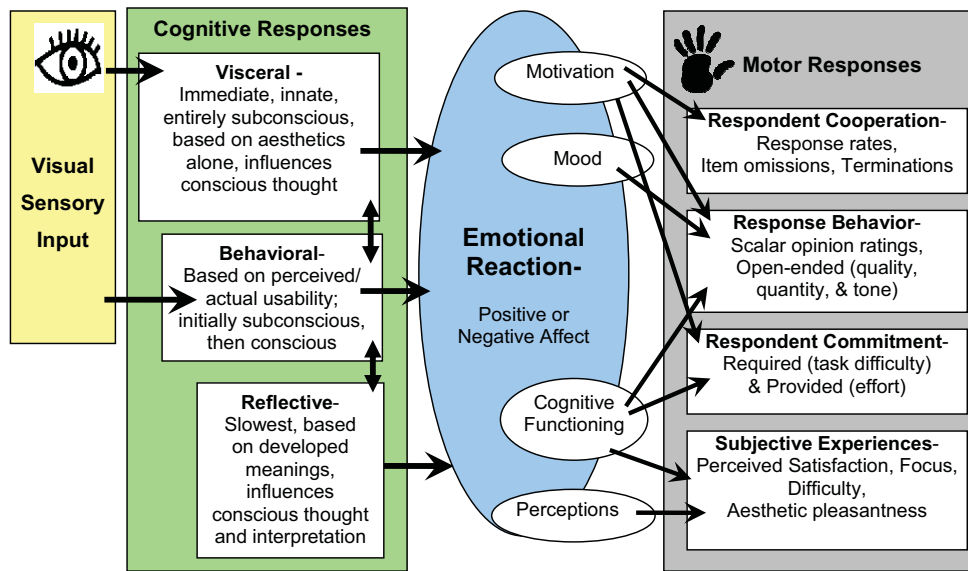 Visual
Sensory
Input
Cognitive Responses
Visceral -
Immediate, innate,
entirely subconscious,
based on aesthetics
alone, influences
conscious thought
Behavioral-
Based on perceived/
actual usability;
initially subconscious,
then conscious
Reflective-
Slowest, based
on developed
meanings,
influences
conscious thought
and interpretation
Emotional
Reaction-
Positive or
Negative Affect
Motivation
Mood
Cognitive
Functioning
Perceptions
Motor Responses
Respondent Cooperation-
Response rates,
Item omissions, Terminations
Response Behavior-
Scalar opinion ratings,
Open-ended (quality,
quantity, & tone)
Respondent Commitment-
Required (task difficulty)
& Provided (effort)
Subjective Experiences-
Perceived Satisfaction, Focus,
Difficulty,
Aesthetic pleasantness